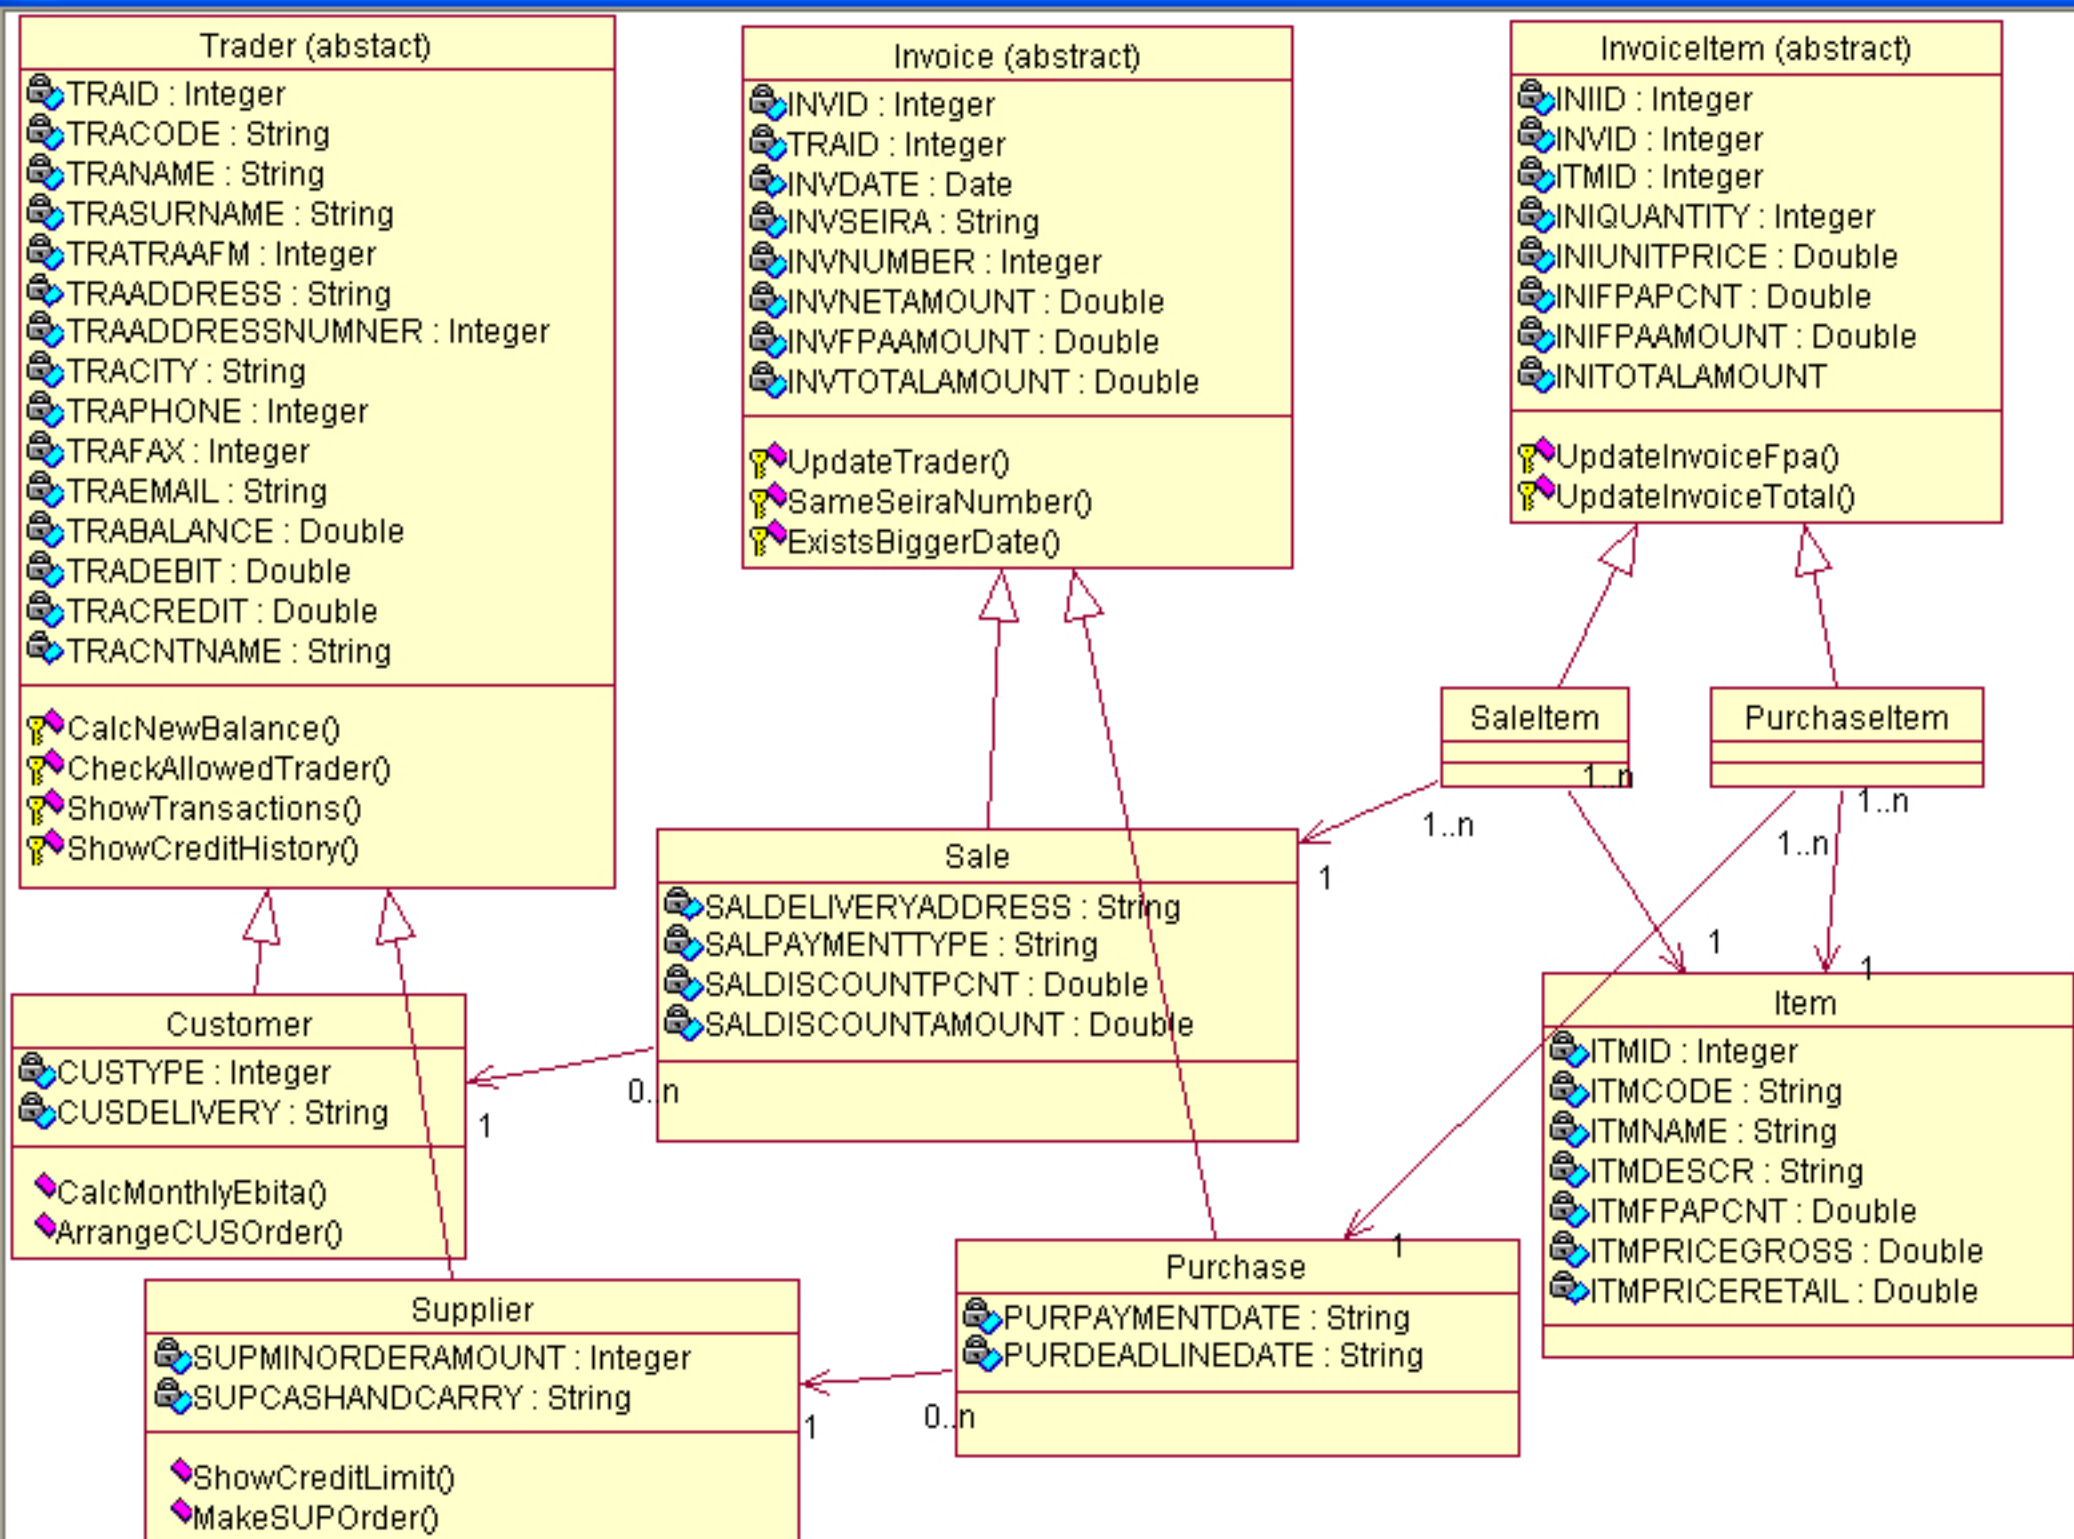 Trader (abstact)
TRAID : Integer
TRACODE : String
TRANAME : String
TRASURNAME : String
TRATRAAFM : Integer
TRAADDRESS : String
TRAADDRESSNUMNER : Integer
TRACITY : String
TRAPHONE : Integer
TRAFAX : Integer
TRAEMAIL : String
TRABALANCE : Double
TRADEBIT : Double
TRACREDIT : Double
TRACNTNAME : String
CalcNewBalance()
CheckAllowedTrader()
ShowTransactions()
ShowCreditHistory()
Invoice (abstract)
INVID : Integer
TRAID : Integer
INVDATE : Date
INVSEIRA : String
INVNUMBER : Integer
INVNETAMOUNT : Double
INVFPAAMOUNT : Double
INVTOTALAMOUNT : Double
UpdateTrader()
SameSeiraNumber()
ExistsBiggerDate()
InvoiceItem (abstract)
INIID : Integer
INVID : Integer
ITMID : Integer
INIQUANTITY : Integer
INIUNITPRICE : Double
INIFPAPCNT : Double
INIFPAAMOUNT : Double
INITOTALAMOUNT
UpdateInvoiceFpa()
UpdateInvoiceTotal()
SaleItem
1..n
PurchaseItem
1..n
1..n
1..n
1
1
1
Sale
SALDELIVERYADDRESS : String
SALPAYMENTTYPE : String
SALDISCOUNTPCNT : Double
SALDISCOUNTAMOUNT : Double
0..n
1
Customer
CUSTYPE : Integer
CUSDELIVERY : String
CalcMonthlyEbita()
ArrangeCUSOrder()
Item
ITMID : Integer
ITMCODE : String
ITMNAME : String
ITMDESCR : String
ITMFPAPCNT : Double
ITMPRICEGROSS : Double
ITMPRICERETAIL : Double
1
Purchase
PURPAYMENTDATE : String
PURDEADLINEDATE : String
0..n
1
Supplier
SUPMINORDERAMOUNT : Integer
SUPCASHANDCARRY : String
ShowCreditLimit()
MakeSUPOrder()